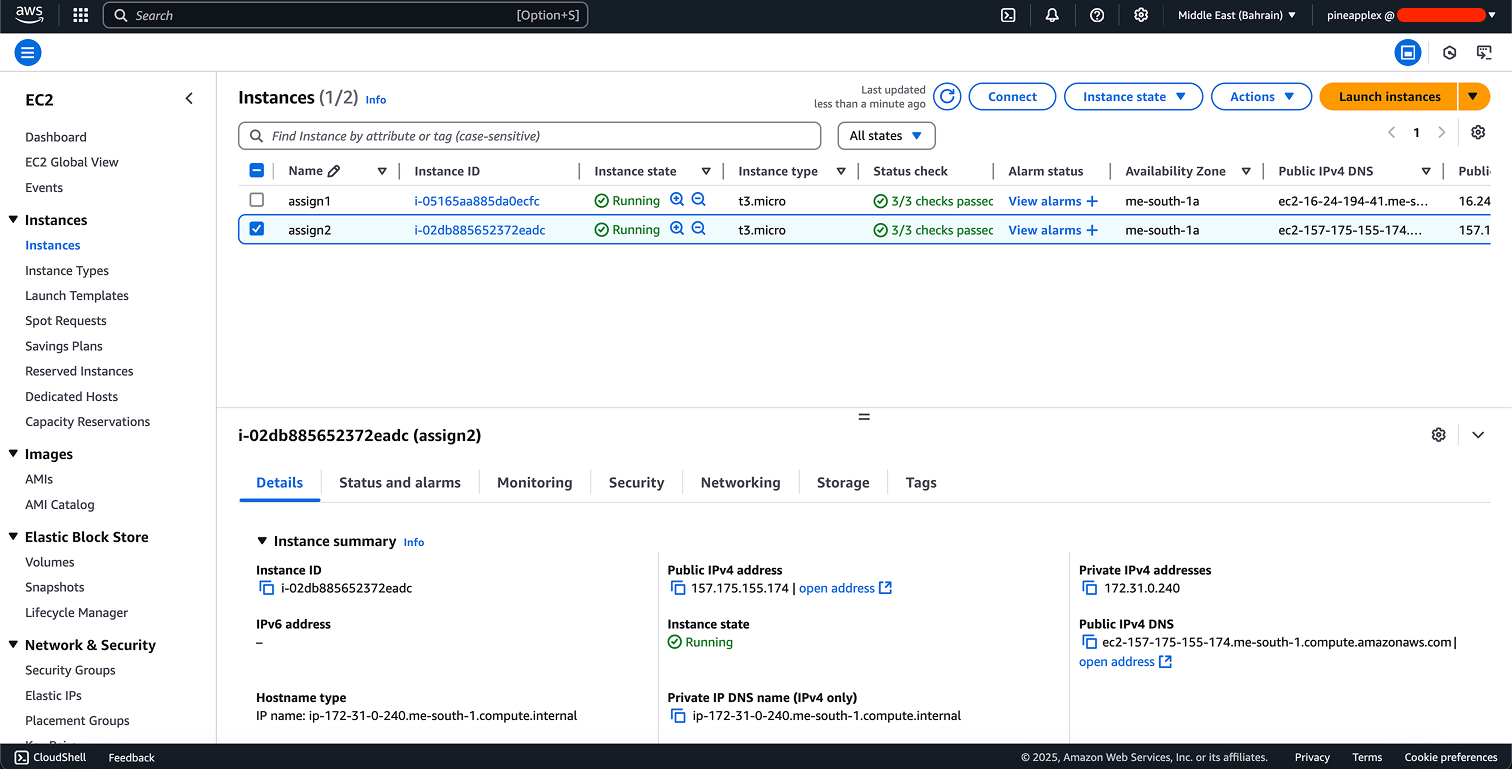 aws
Search [Option+S] Middle East (Bahrain) pineapplex @
EC2
Dashboard
EC2 Global View
Events
Instances
Instances
Instance Types
Launch Templates
Spot Requests
Savings Plans
Reserved Instances
Dedicated Hosts
Capacity Reservations
Images
AMIs
AMI Catalog
Elastic Block Store
Volumes
Snapshots
Lifecycle Manager
Network & Security
Security Groups
Elastic IPs
Placement Groups
Instances (1/2) Info
Last updated
less than a minute ago
Connect Instance state Actions Launch instances
Find Instance by attribute or tag (case-sensitive) All states 1
Name Instance ID Instance state Instance type Status check Alarm status Availability Zone Public IPv4 DNS Publi
assign1 i-05165aa885da0ecfc Running t3.micro 3/3 checks passed View alarms + me-south-1a ec2-16-24-194-41.me-s... 16.24
assign2 i-02db885652372eadc Running t3.micro 3/3 checks passed View alarms + me-south-1a ec2-157-175-155-174.... 157.1
i-02db885652372eadc (assign2)
Details Status and alarms Monitoring Security Networking Storage Tags
Instance summary Info
Instance ID
i-02db885652372eadc
Public IPv4 address
157.175.155.174 | open address
Private IPv4 addresses
172.31.0.240
IPv6 address
–
Instance state
Running
Public IPv4 DNS
ec2-157-175-155-174.me-south-1.compute.amazonaws.com |
open address
Hostname type
IP name: ip-172-31-0-240.me-south-1.compute.internal
Private IP DNS name (IPv4 only)
ip-172-31-0-240.me-south-1.compute.internal
CloudShell Feedback © 2025, Amazon Web Services, Inc. or its affiliates. Privacy Terms Cookie preferences